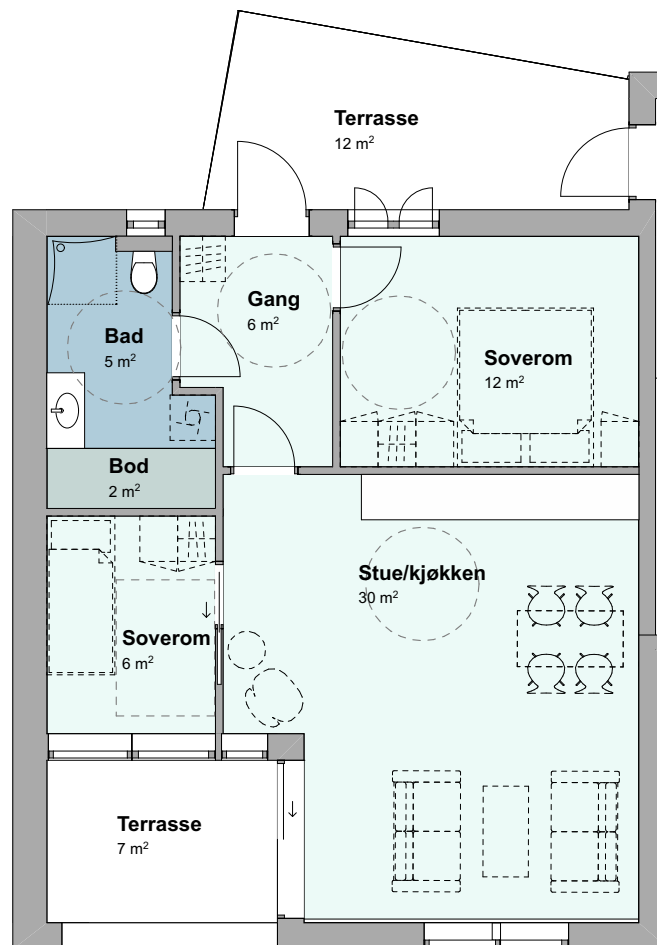 Terrasse
12 m²
Gang
6 m²
Bad
5 m²
Soverom
12 m²
Bod
2 m²
Stue/kjøkken
30 m²
Soverom
6 m²
Terrasse
7 m²